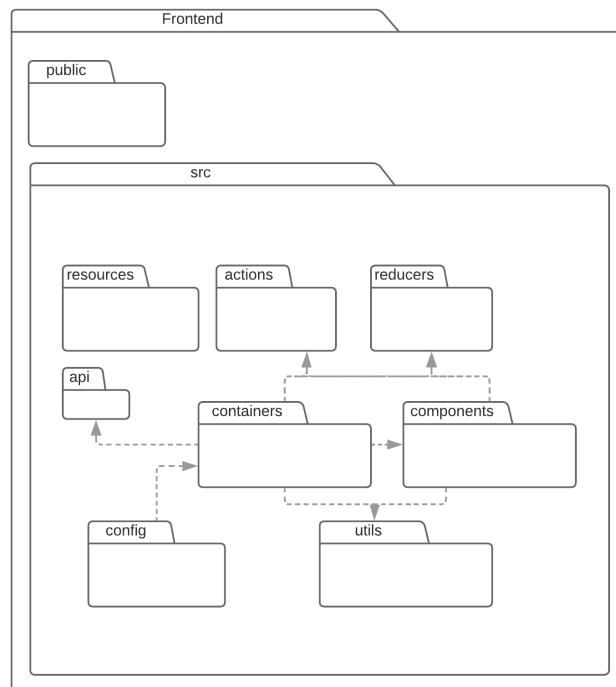 Frontend
public
src
resources
actions
reducers
api
containers
components
config
utils